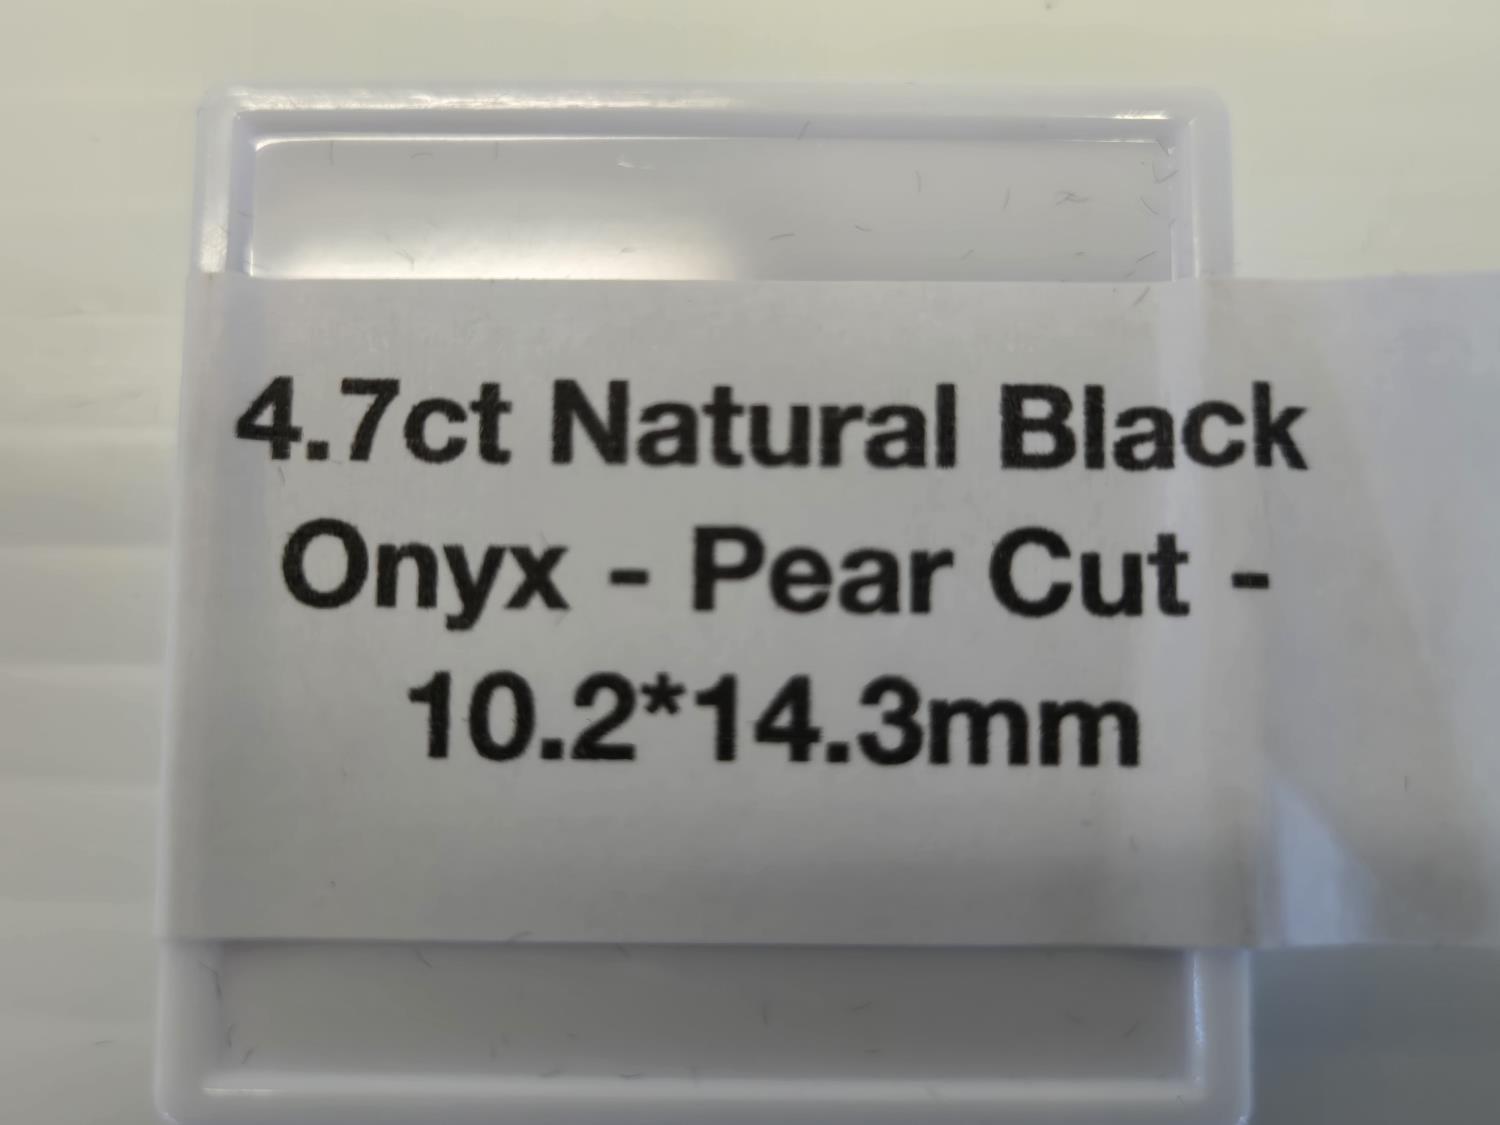 4.7ct Natural Black
Onyx - Pear Cut -
10.2*14.3mm